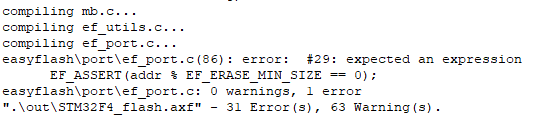 compiling mb.c...
compiling ef_utils.c...
compiling ef_port.c...
easyflash\port\ef_port.c(86): error:  #29: expected an expression
      EF_ASSERT(addr % EF_ERASE_MIN_SIZE == 0);
easyflash\port\ef_port.c: 0 warnings, 1 error
".\out\STM32F4_flash.axf" - 31 Error(s), 63 Warning(s).